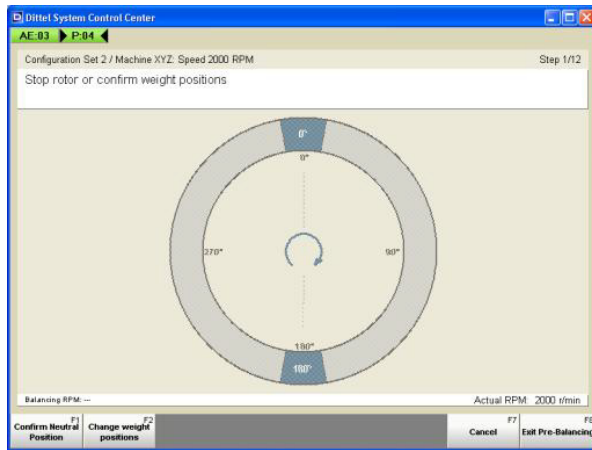 Dittel System Control Center
AE:03 P:04
Configuration Set 2 / Machine XYZ: Speed 2000 RPM Step 1/12
Stop rotor or confirm weight positions
0°
0°
270° 90°
180°
180°
Balancing RPM: --- Actual RPM: 2000 r/min
F1 F2 F7 F8
Confirm Neutral Position
Change weight positions
Cancel
Exit Pre-Balancing